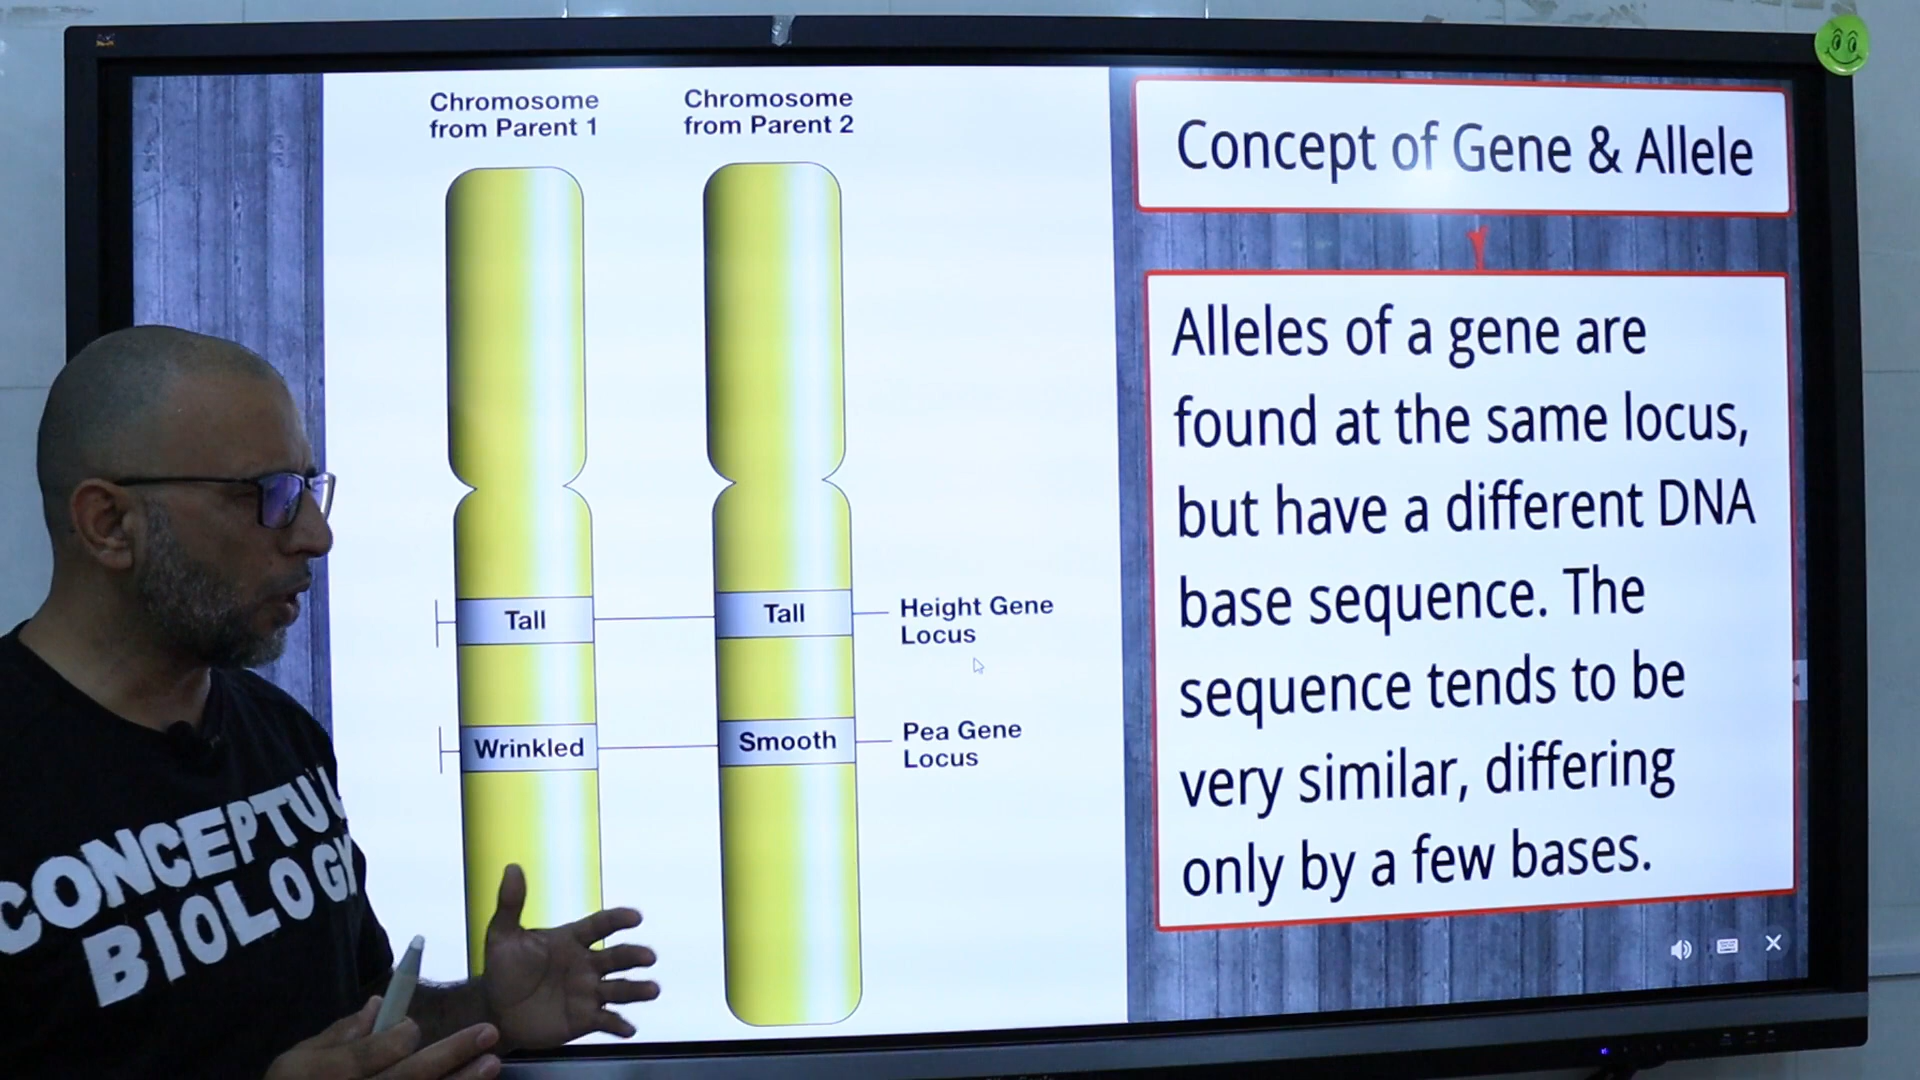 Chromosome
from Parent 1
Chromosome
from Parent 2
Concept of Gene & Allele
Alleles of a gene are
found at the same locus,
but have a different DNA
base sequence. The
sequence tends to be
very similar, differing
only by a few bases.
Tall
Tall
Height Gene
Locus
Wrinkled
Smooth
Pea Gene
Locus
CONCEPTUL
BIOLOGY